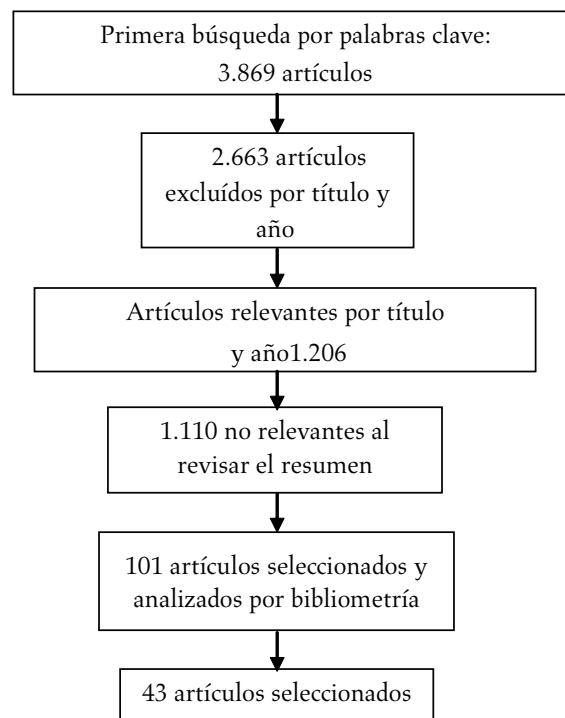 Primera búsqueda por palabras clave:
3.869 artículos
2.663 artículos
excluídos por título y
año
Artículos relevantes por título
y año1.206
1.110 no relevantes al
revisar el resumen
101 artículos seleccionados y
analizados por bibliometría
43 artículos seleccionados